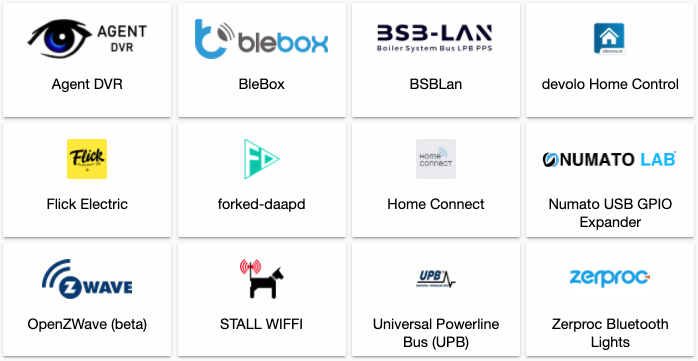 AGENT
DVR
Agent DVR
blebox
BleBox
BSB-LAN
Boiler System Bus LPB PPS
BSBLan
devolo Home Control
Flick
Flick Electric
FD
forked-daapd
HOME
CONNECT
Home Connect
NUMATO LAB
Numato USB GPIO
Expander
Z WAVE
OpenZWave (beta)
STALL WIFFI
UPB
Universal Powerline
Bus (UPB)
zerproc
Zerproc Bluetooth
Lights